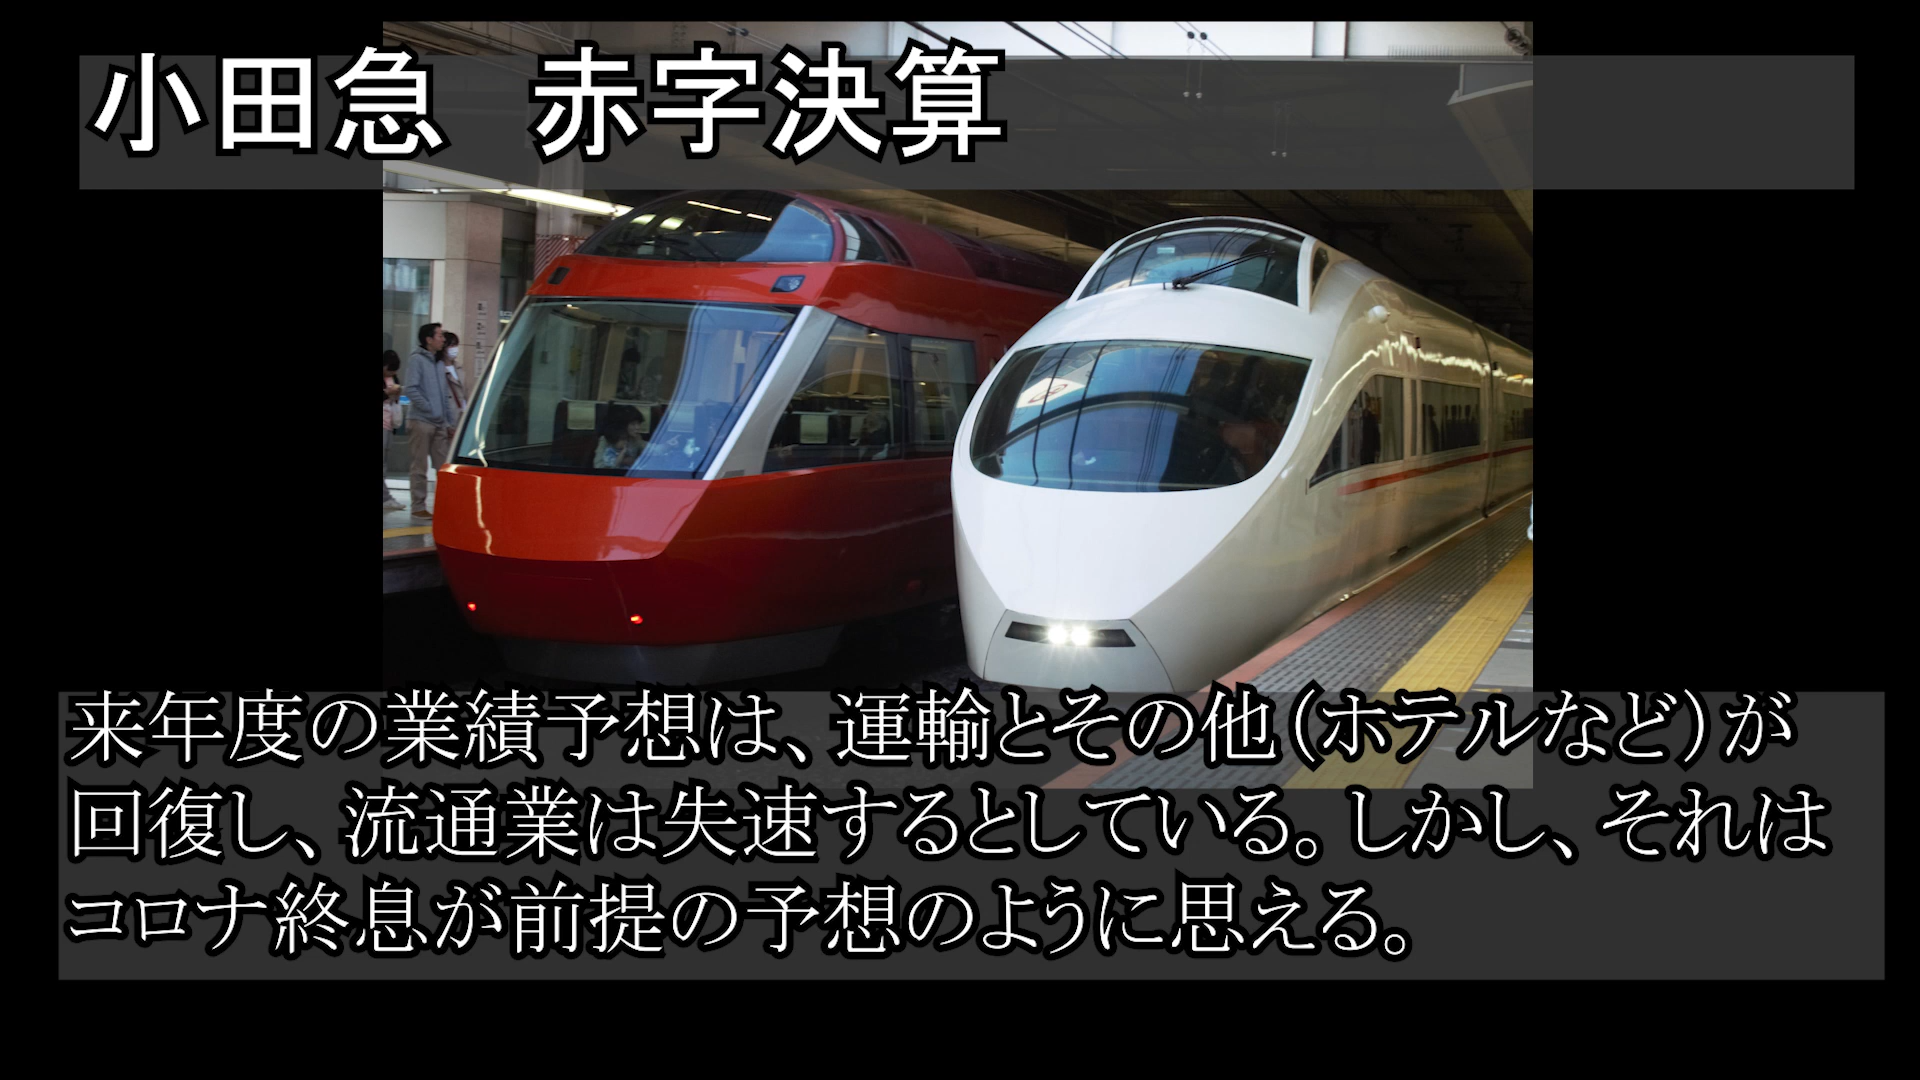 小田急　赤字決算
来年度の業績予想は、運輸とその他（ホテルなど）が
回復し、流通業は失速するとしている。しかし、それは
コロナ終息が前提の予想のように思える。